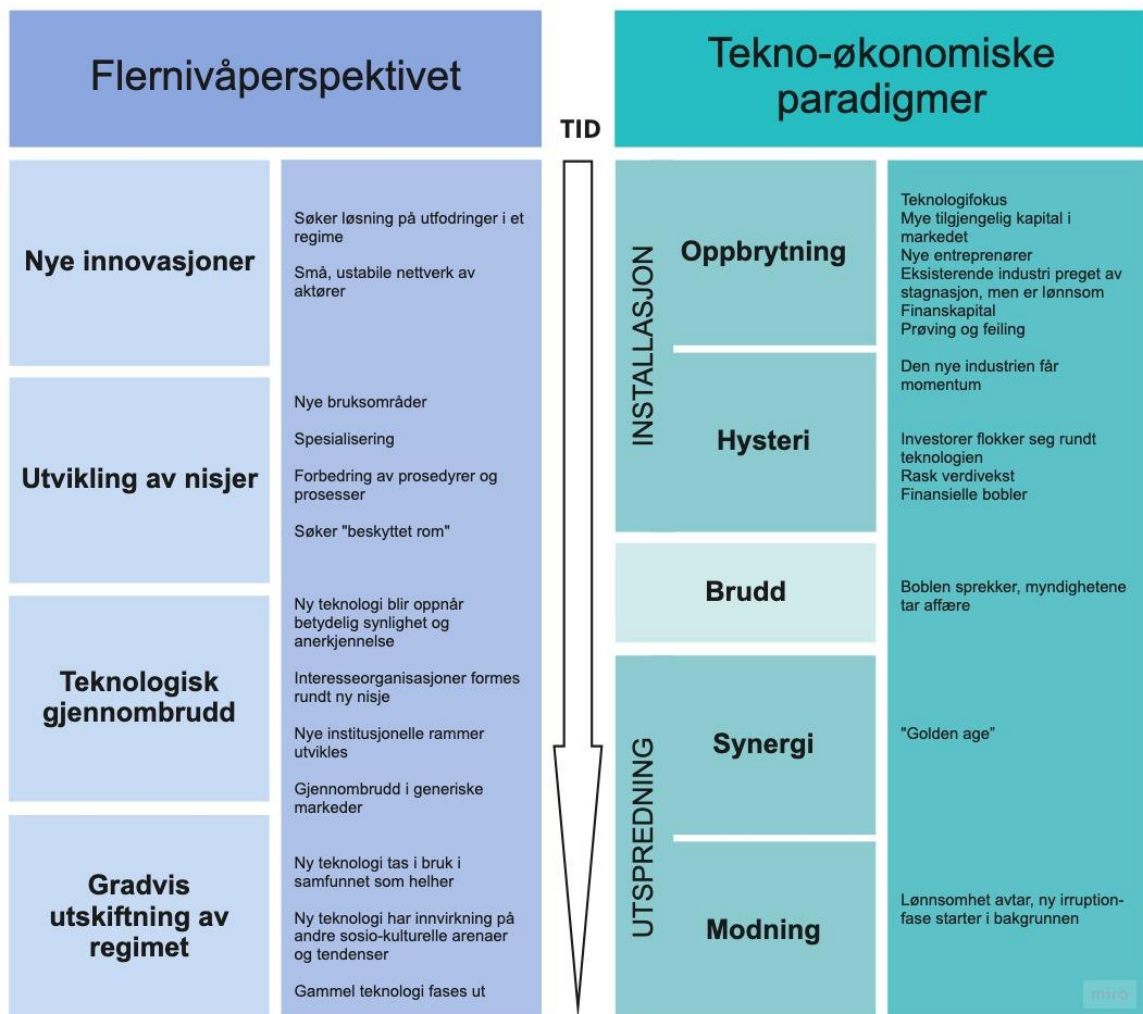 Flernivåperspektivet
Nye innovasjoner
Søker løsning på utfodringer i et
regime
Små, ustabile nettverk av
aktører
Utvikling av nisjer
Nye bruksområder
Spesialisering
Forbedring av prosedyrer og
prosesser
Søker "beskyttet rom"
Teknologisk
gjennombrudd
Ny teknologi blir oppnår
betydelig synlighet og
anerkjennelse
Interesseorganisasjoner formes
rundt ny nisje
Nye institusjonelle rammer
utvikles
Gjennombrudd i generiske
markeder
Gradvis
utskiftning av
regimet
Ny teknologi tas i bruk i
samfunnet som helher
Ny teknologi har innvirkning på
andre sosio-kulturelle arenaer
og tendenser
Gammel teknologi fases ut
TID
Tekno-økonomiske
paradigmer
INSTALLASJON
Oppbrytning
Teknologifokus
Mye tilgjengelig kapital i
markedet
Nye entreprenører
Eksisterende industri preget av
stagnasjon, men er lønnsom
Finanskapital
Prøving og feiling
Hysteri
Den nye industrien får
momentum
Investorer flokker seg rundt
teknologien
Rask verdivekst
Finansielle bobler
Brudd
Boblen sprekker, myndighetene
tar affære
UTSPREDNING
Synergi
"Golden age”
Modning
Lønnsomhet avtar, ny irruption-
fase starter i bakgrunnen
miro